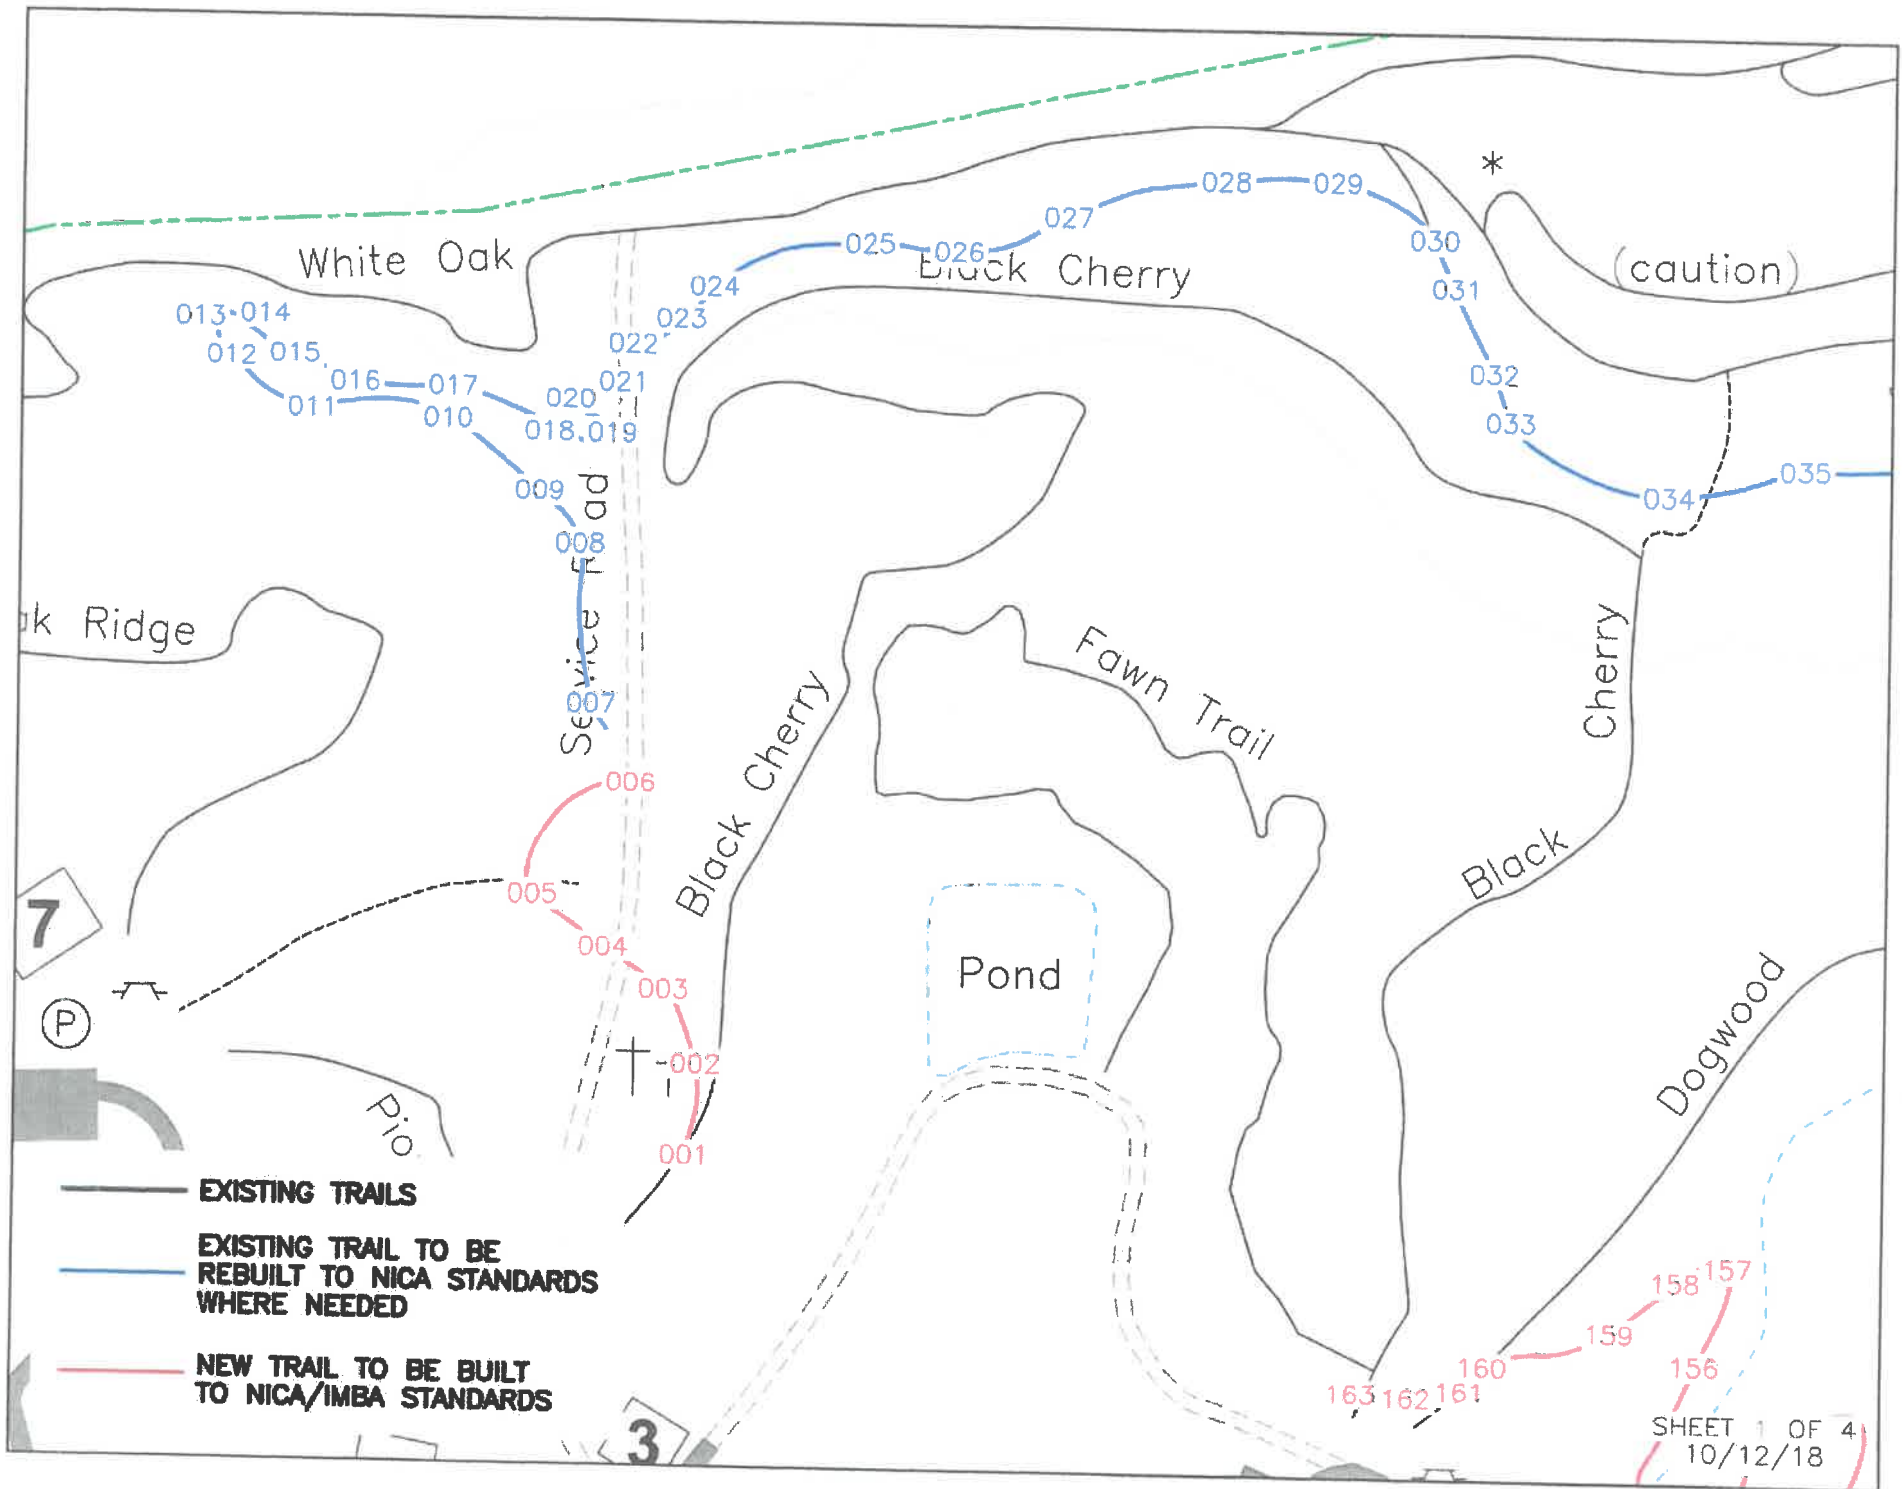 *
White Oak
028
029
027
025
026
030
Black Cherry
(caution)
024
031
013
014
023
022
012
015
016
017
021
032
011
010
020
018
019
033
009
034
035
008
Service Road
007
Ridge
Fawn Trail
Cherry
Black
Black Cherry
006
005
004
003
002
001
7
P
Pond
Dogwood
Pio
EXISTING TRAILS
EXISTING TRAIL TO BE
REBUILT TO NICA STANDARDS
WHERE NEEDED
NEW TRAIL TO BE BUILT
TO NICA/IMBA STANDARDS
3
157
158
159
160
156
163
162
161
SHEET 1 OF 4
10/12/18